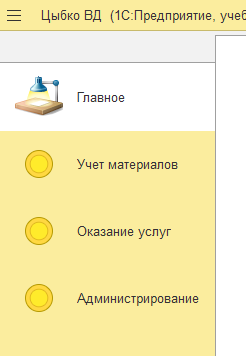 Цыбко ВД (1С:Предприятие, учеб
Главное
Учет материалов
Оказание услуг
Администрирование